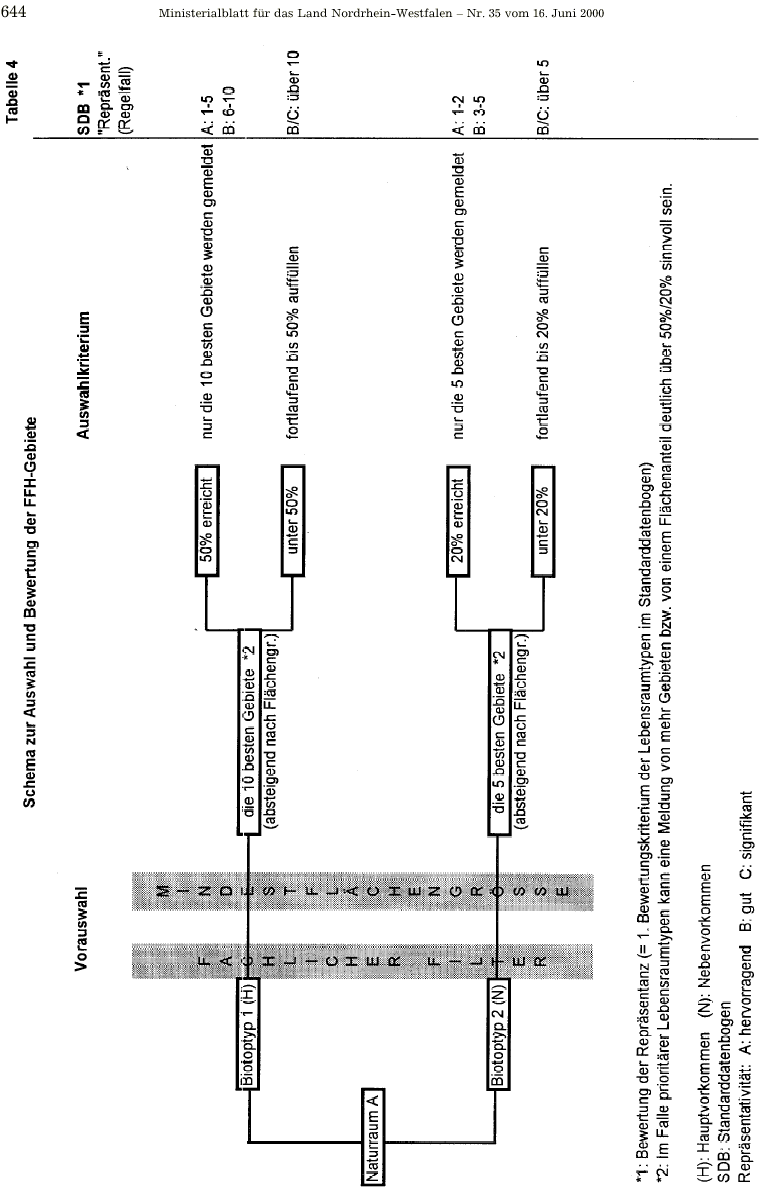 644
Ministerialblatt für das Land Nordrhein-Westfalen – Nr. 35 vom 16. Juni 2000
Tabelle 4
Schema zur Auswahl und Bewertung der FFH-Gebiete
Vorauswahl
Auswahlkriterium
SDB *1
"Repräsent."
(Regelfall)
FACHLICHER FILTER
MINDESTFLÄCHENGRÖSSE
Naturraum A
Biotoptyp 1 (H)
die 10 besten Gebiete *2
(absteigend nach Flächengr.)
50% erreicht
nur die 10 besten Gebiete werden gemeldet
A: 1-5
B: 6-10
unter 50%
fortlaufend bis 50% auffüllen
B/C: über 10
Biotoptyp 2 (N)
die 5 besten Gebiete *2
(absteigend nach Flächengr.)
20% erreicht
nur die 5 besten Gebiete werden gemeldet
A: 1-2
B: 3-5
unter 20%
fortlaufend bis 20% auffüllen
B/C: über 5
*1: Bewertung der Repräsentanz (= 1. Bewertungskriterium der Lebensraumtypen im Standarddatenbogen)
*2: Im Falle prioritärer Lebensraumtypen kann eine Meldung von mehr Gebieten bzw. von einem Flächenanteil deutlich über 50%/20% sinnvoll sein.
(H): Hauptvorkommen (N): Nebenvorkommen
SDB: Standarddatenbogen
Repräsentativität: A: hervorragend B: gut C: signifikant